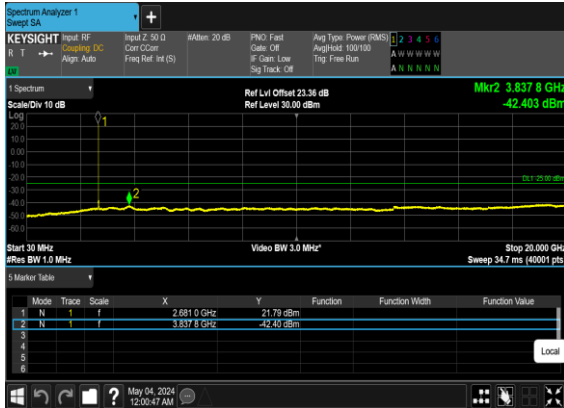 Spectrum Analyzer 1
Swept SA
+
KEYSIGHT Input: RF Input Z: 50 Ω #Atten: 20 dB PNO: Fast Avg Type: Power (RMS) 1 2 3 4 5 6
R T Coupling: DC Corr CCorr Gate: Off Avg|Hold: 100/100 A W W W W W
Align: Auto Freq Ref: Int (S) IF Gain: Low Trig: Free Run
Sig Track: Off A N N N N N
1 Spectrum Ref Lvl Offset 23.36 dB Mkr2 3.837 8 GHz
Scale/Div 10 dB Ref Level 30.00 dBm -42.403 dBm
Log
20.0
10.0
0.00
-10.0
-20.0
-30.0
-40.0
-50.0
-60.0
1
2
DL1 -25.00 dBm
Start 30 MHz Video BW 3.0 MHz* Stop 20.000 GHz
#Res BW 1.0 MHz Sweep 34.7 ms (40001 pts)
5 Marker Table
Mode Trace Scale X Y Function Function Width Function Value
1 N 1 f 2.681 0 GHz 21.79 dBm
2 N 1 f 3.837 8 GHz -42.40 dBm
3
4
5
6
Local
? May 04, 2024
12:00:47 AM